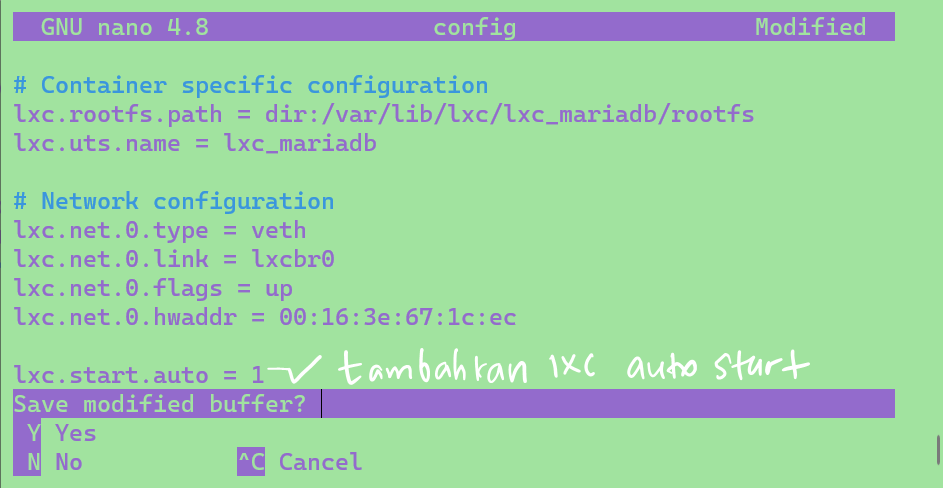 GNU nano 4.8 config Modified
# Container specific configuration
lxc.rootfs.path = dir:/var/lib/lxc/lxc_mariadb/rootfs
lxc.uts.name = lxc_mariadb
# Network configuration
lxc.net.0.type = veth
lxc.net.0.link = lxcbr0
lxc.net.0.flags = up
lxc.net.0.hwaddr = 00:16:3e:67:1c:ec
lxc.start.auto = 1 tambahkan lxc auto start
Save modified buffer?
Y Yes
N No ^C Cancel